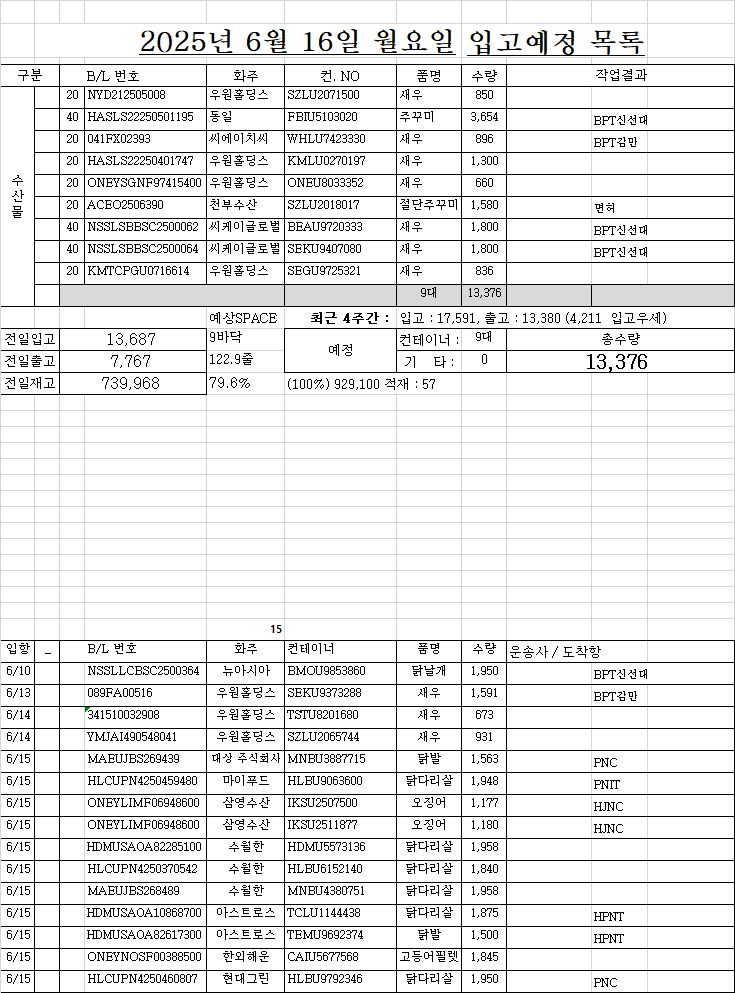 2025년 6월 16일 월요일 입고예정 목록
구분 B/L 번호 화주 컨. NO 품명 수량 작업결과
수산물
20 NYD212505008 우원홀딩스 SZLU2071500 새우 850
40 HASLS22250501195 동일 FBIU5103020 주꾸미 3,654 BPT신선대
20 041FX02393 씨에이치씨 WHLU7423330 새우 896 BPT감만
20 HASLS22250401747 우원홀딩스 KMLU0270197 새우 1,300
20 ONEYSGNF97415400 우원홀딩스 ONEU8033352 새우 660
20 ACBO2506390 천부수산 SZLU2018017 절단주꾸미 1,580 면허
40 NSSLSBBSC2500062 씨케이글로벌 BEAU9720333 새우 1,800 BPT신선대
40 NSSLSBBSC2500064 씨케이글로벌 SEKU9407080 새우 1,800 BPT신선대
20 KMTCPGU0716614 우원홀딩스 SEGU9725321 새우 836
9대 13,376
예상SPACE 최근 4주간 : 입고 : 17,591, 출고 : 13,380 (4,211 입고우세)
전일입고 13,687 9바닥 예정 컨테이너 : 9대 총수량
전일출고 7,767 122.9줄 기 타 : 0 13,376
전일재고 739,968 79.6% (100%) 929,100 적재 : 57
15
입항 _ B/L 번호 화주 컨테이너 품명 수량 운송사 / 도착항
6/10 NSSLLCBSC2500364 뉴아시아 BMOU9853860 닭날개 1,950 BPT신선대
6/13 089FA00516 우원홀딩스 SEKU9373288 새우 1,591 BPT감만
6/14 341510032908 우원홀딩스 TSTU8201680 새우 673
6/14 YMJAI490548041 우원홀딩스 SZLU2065744 새우 931
6/15 MAEUJBS269439 대상 주식회사 MNBU3887715 닭발 1,563 PNC
6/15 HLCUPN4250459480 마이푸드 HLBU9063600 닭다리살 1,948 PNIT
6/15 ONEYLIMF06948600 삼영수산 IKSU2507500 오징어 1,177 HJNC
6/15 ONEYLIMF06948600 삼영수산 IKSU2511877 오징어 1,180 HJNC
6/15 HDMUSAOA82285100 수월한 HDMU5573136 닭다리살 1,958
6/15 HLCUPN4250370542 수월한 HLBU6152140 닭다리살 1,840
6/15 MAEUJBS268489 수월한 MNBU4380751 닭다리살 1,958
6/15 HDMUSAOA10868700 아스트로스 TCLU1144438 닭다리살 1,875 HPNT
6/15 HDMUSAOA82617300 아스트로스 TEMU9692374 닭발 1,500 HPNT
6/15 ONEYNOSF00388500 한외해운 CAIU5677568 고등어필렛 1,845
6/15 HLCUPN4250460807 현대그린 HLBU9792346 닭다리살 1,950 PNC